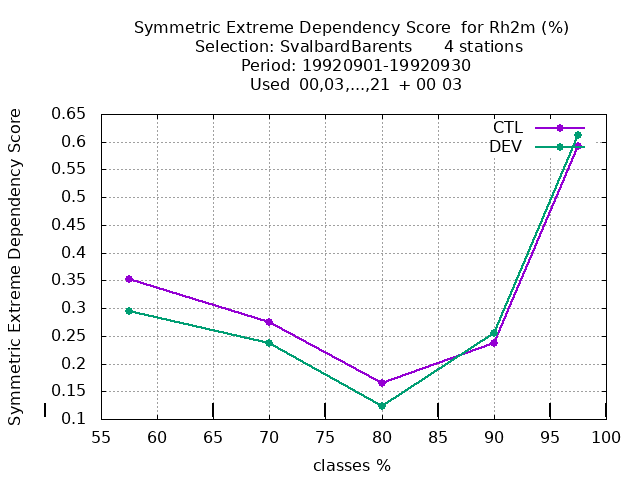 Symmetric Extreme Dependency Score  for Rh2m (%)
Selection: SvalbardBarents      4 stations
Period: 19920901-19920930
Used  00,03,...,21  + 00 03
Symmetric Extreme Dependency Score
0.65
0.6
0.55
0.5
0.45
0.4
0.35
0.3
0.25
0.2
0.15
0.1
CTL
DEV
55 60 65 70 75 80 85 90 95 100
classes %